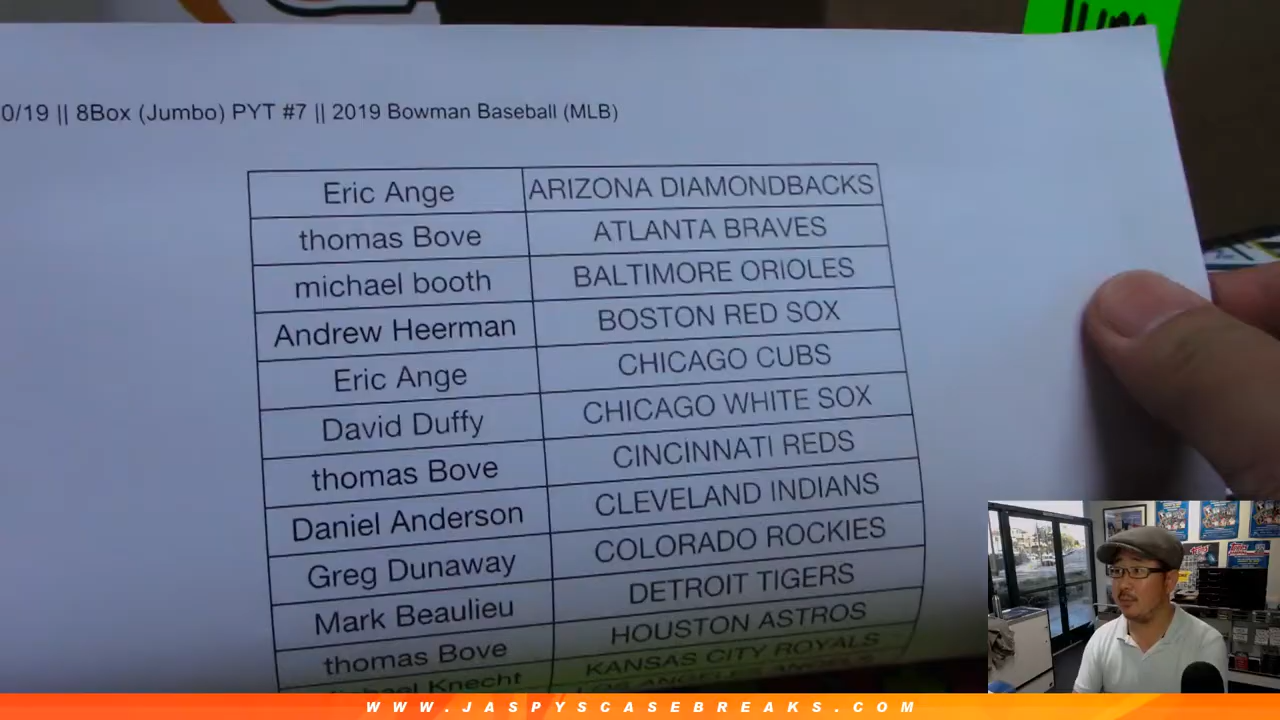 0/19 || 8Box (Jumbo) PYT #7 || 2019 Bowman Baseball (MLB)
Eric Ange ARIZONA DIAMONDBACKS
thomas Bove ATLANTA BRAVES
michael booth BALTIMORE ORIOLES
Andrew Heerman BOSTON RED SOX
Eric Ange CHICAGO CUBS
David Duffy CHICAGO WHITE SOX
thomas Bove CINCINNATI REDS
Daniel Anderson CLEVELAND INDIANS
Greg Dunaway COLORADO ROCKIES
Mark Beaulieu DETROIT TIGERS
thomas Bove HOUSTON ASTROS
Knecht KANSAS CITY ROYALS
WWW.JASPYSCASEBREAKS.COM